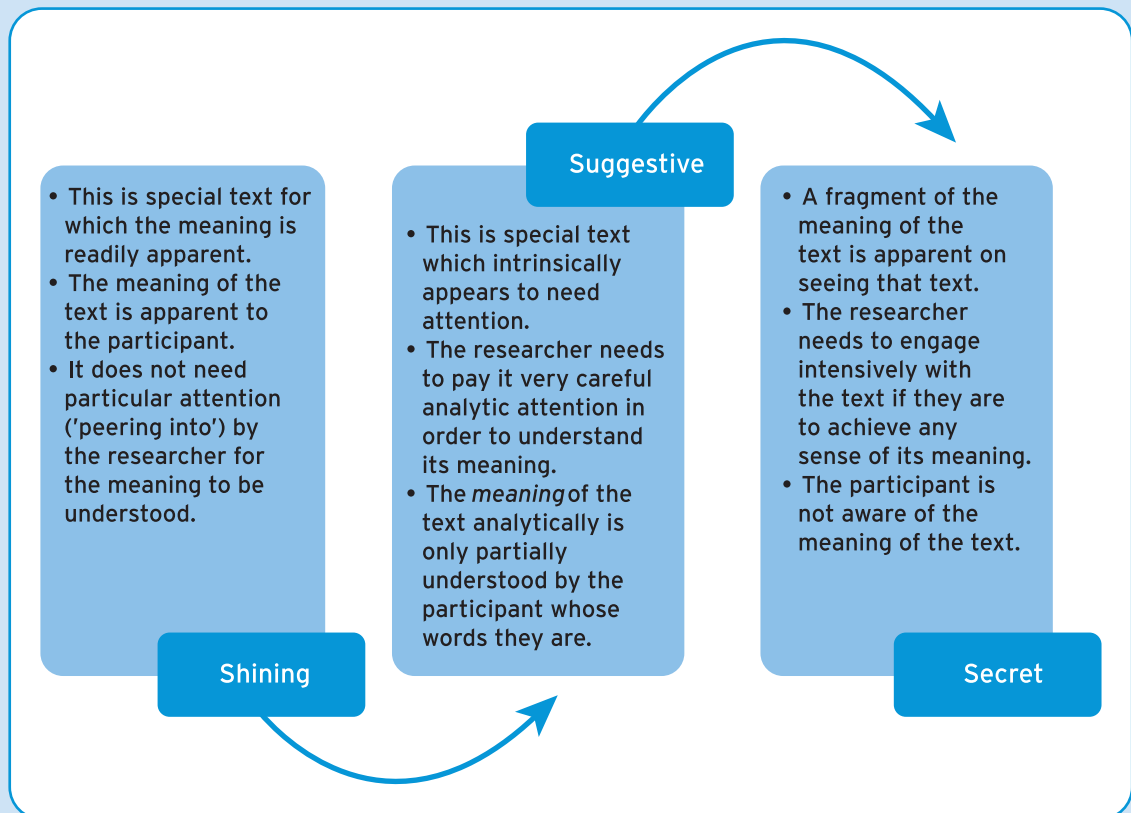 • This is special text for
which the meaning is
readily apparent.
• The meaning of the
text is apparent to
the participant.
• It does not need
particular attention
('peering into') by
the researcher for
the meaning to be
understood.
Shining
Suggestive
• This is special text
which intrinsically
appears to need
attention.
• The researcher needs
to pay it very careful
analytic attention in
order to understand
its meaning.
• The meaning of the
text analytically is
only partially
understood by the
participant whose
words they are.
• A fragment of the
meaning of the
text is apparent on
seeing that text.
• The researcher
needs to engage
intensively with
the text if they are
to achieve any
sense of its meaning.
• The participant is
not aware of the
meaning of the text.
Secret